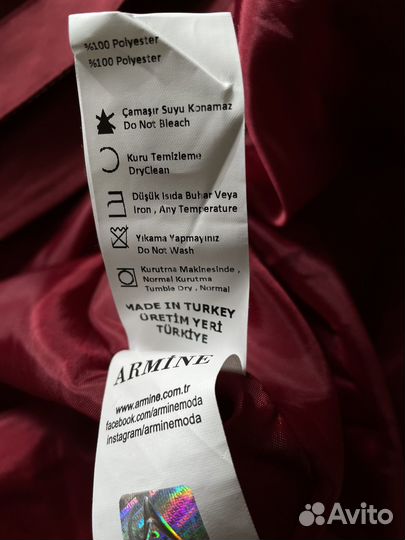 %100 Polyester
%100 Polyester
Çamaşır Suyu Konamaz
Do Not Bleach
Kuru Temizleme
DryClean
Düşük Isıda Buhar Veya
Iron , Any Temperature
Yıkama Yapmayınız
Do Not Wash
Kurutma Makinesinde ,
Normal Kurutma
Tumble Dry , Normal
MADE IN TURKEY
ÜRETİM YERİ
TÜRKİYE
ARMİNE
www.armine.com.tr
facebook.com/arminemoda
instagram/arminemoda
Avito